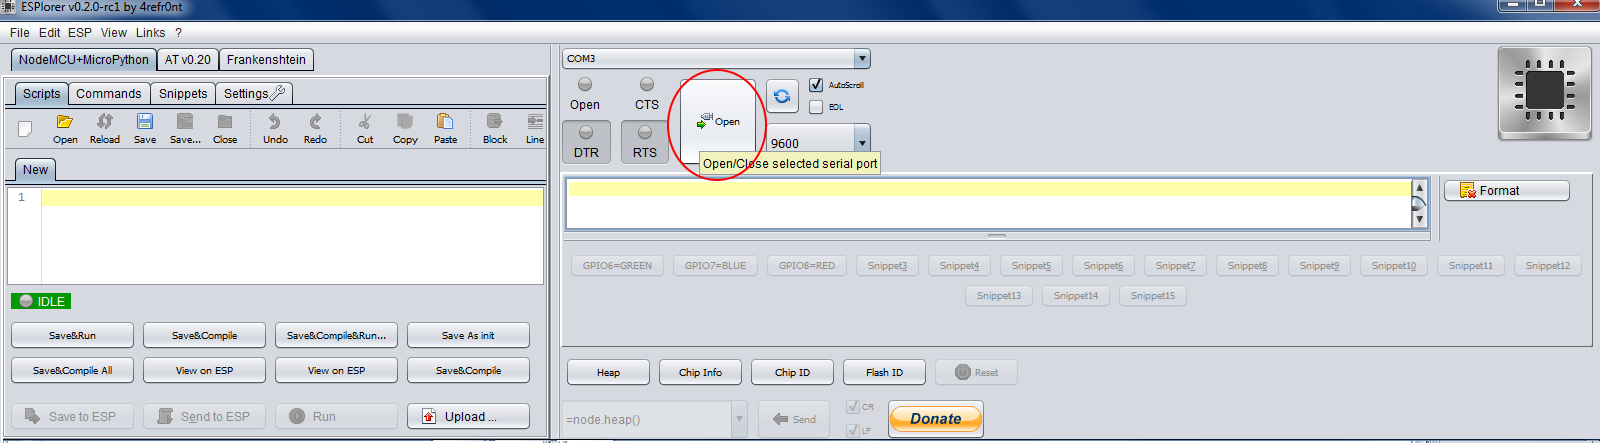 ESPlorer v0.2.0-rc1 by 4refr0nt
File Edit ESP View Links ?
NodeMCU+MicroPython AT v0.20 Frankenshtein
Scripts Commands Snippets Settings
Open Reload Save Save... Close Undo Redo Cut Copy Paste Block Line
New
1
IDLE
Save&Run Save&Compile Save&Compile&Run... Save As init
Save&Compile All View on ESP View on ESP Save&Compile
Save to ESP Send to ESP Run Upload ...
COM3
Open CTS Open AutoScroll
EOL
DTR RTS 9600
Open/Close selected serial port
Format
GPIO6=GREEN GPIO7=BLUE GPIO8=RED Snippet3 Snippet4 Snippet5 Snippet6 Snippet7 Snippet8 Snippet9 Snippet10 Snippet11 Snippet12
Snippet13 Snippet14 Snippet15
Heap Chip Info Chip ID Flash ID Reset
=node.heap() Send CR
LF
Donate